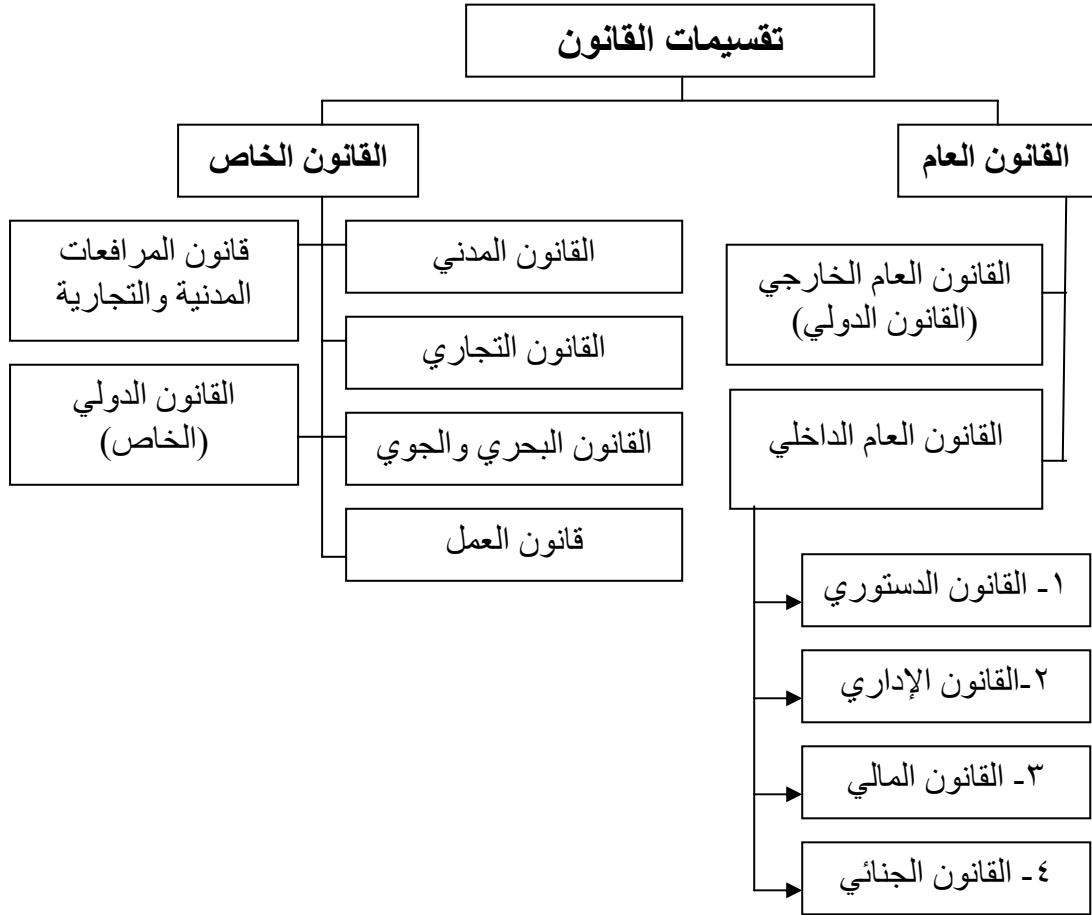 تقسيمات القانون
القانون العام
القانون الخاص
القانون العام الخارجي
(القانون الدولي)
القانون العام الداخلي
١- القانون الدستوري
٢-القانون الإداري
٣- القانون المالي
٤- القانون الجنائي
القانون المدني
القانون التجاري
القانون البحري والجوي
قانون العمل
قانون المرافعات
المدنية والتجارية
القانون الدولي
(الخاص)